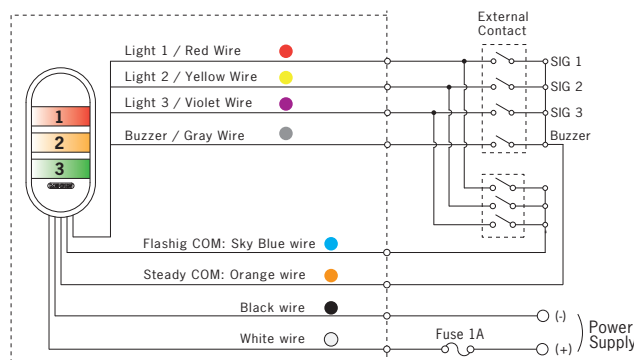 External
Contact
Light 1 / Red Wire
SIG 1
Light 2 / Yellow Wire
SIG 2
Light 3 / Violet Wire
SIG 3
Buzzer / Gray Wire
Buzzer
1
2
3
Flashig COM: Sky Blue wire
Steady COM: Orange wire
Black wire
(-)
White wire
Fuse 1A
(+)
Power
Supply